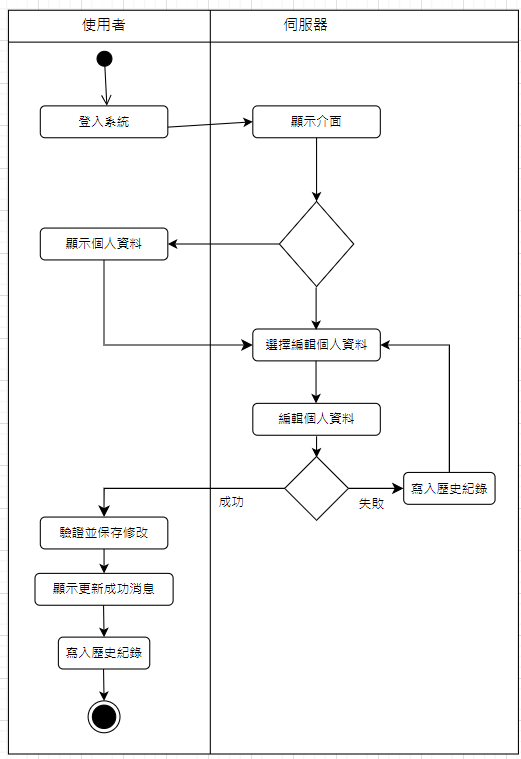 使用者
伺服器
登入系統
顯示介面
顯示個人資料
選擇編輯個人資料
編輯個人資料
成功
失敗
寫入歷史紀錄
驗證並保存修改
顯示更新成功消息
寫入歷史紀錄